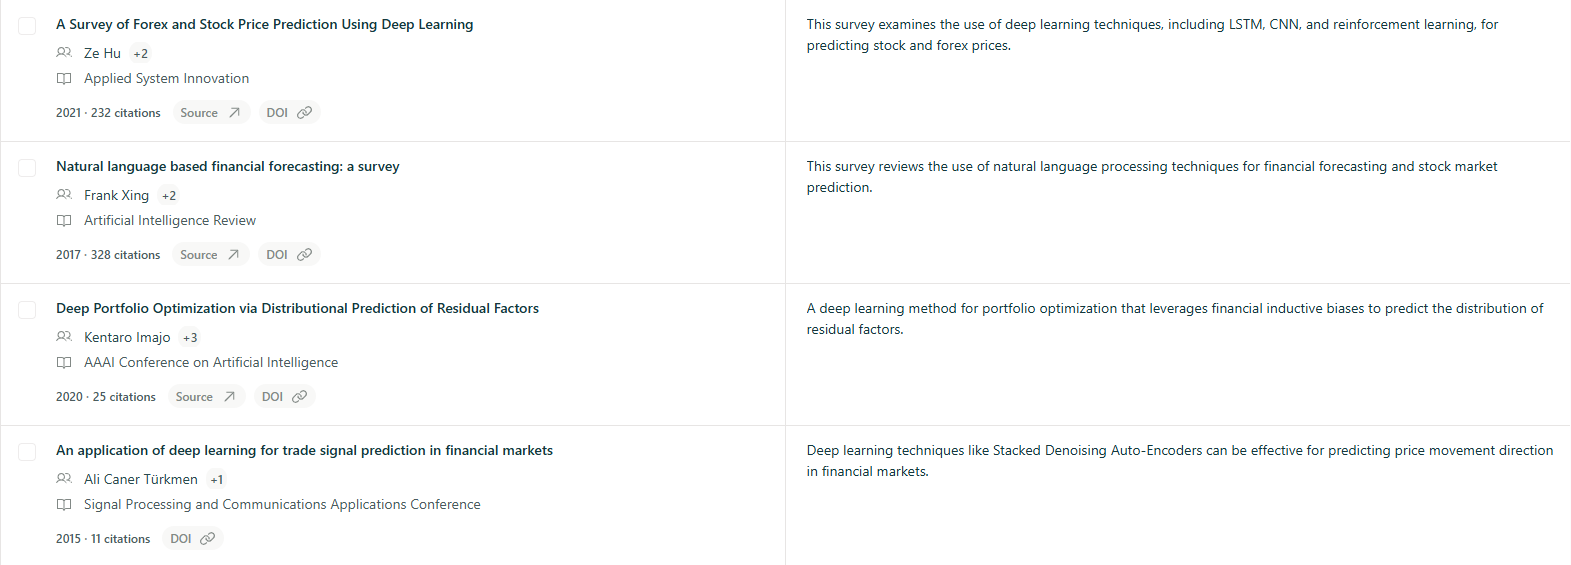 A Survey of Forex and Stock Price Prediction Using Deep Learning
Ze Hu +2
Applied System Innovation
2021 · 232 citations Source DOI
This survey examines the use of deep learning techniques, including LSTM, CNN, and reinforcement learning, for
predicting stock and forex prices.
Natural language based financial forecasting: a survey
Frank Xing +2
Artificial Intelligence Review
2017 · 328 citations Source DOI
This survey reviews the use of natural language processing techniques for financial forecasting and stock market
prediction.
Deep Portfolio Optimization via Distributional Prediction of Residual Factors
Kentaro Imajo +3
AAAI Conference on Artificial Intelligence
2020 · 25 citations Source DOI
A deep learning method for portfolio optimization that leverages financial inductive biases to predict the distribution of
residual factors.
An application of deep learning for trade signal prediction in financial markets
Ali Caner Türkmen +1
Signal Processing and Communications Applications Conference
2015 · 11 citations DOI
Deep learning techniques like Stacked Denoising Auto-Encoders can be effective for predicting price movement direction
in financial markets.